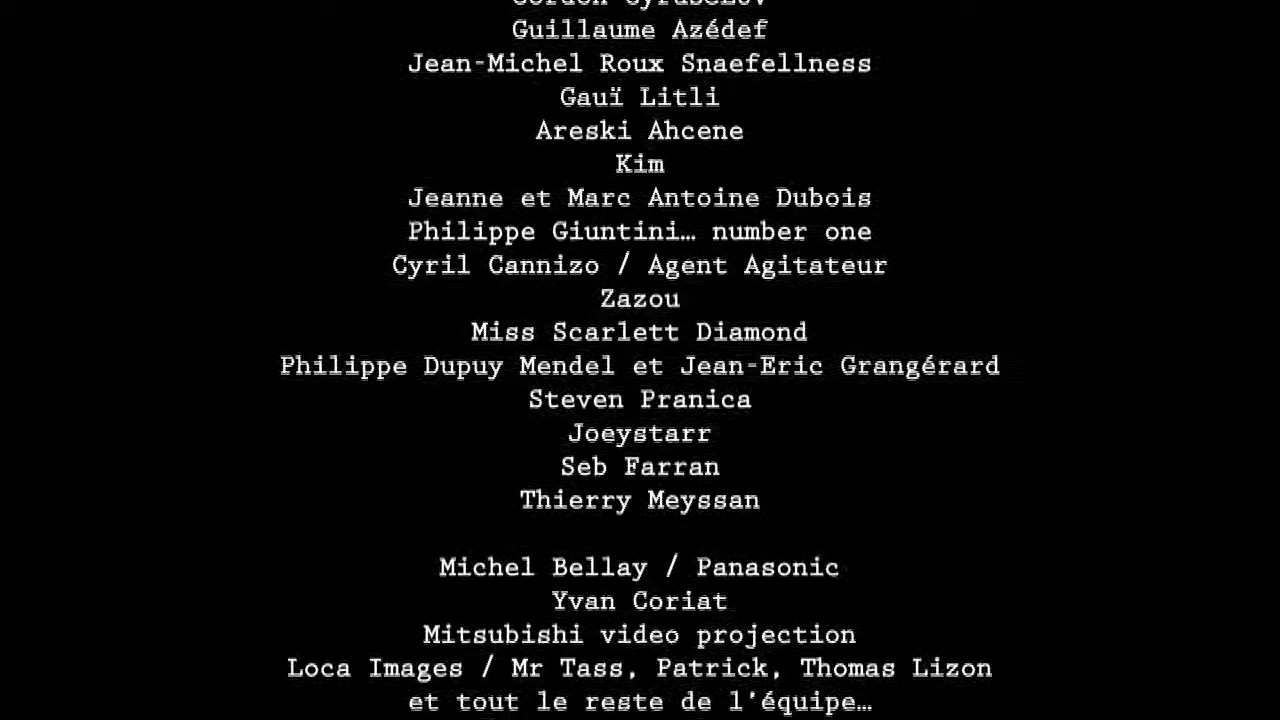 Guillaume Azédef
Jean-Michel Roux Snaefellness
Gauï Litli
Areski Ahcene
Kim
Jeanne et Marc Antoine Dubois
Philippe Giuntini… number one
Cyril Cannizo / Agent Agitateur
Zazou
Miss Scarlett Diamond
Philippe Dupuy Mendel et Jean-Eric Grangérard
Steven Pranica
Joeystarr
Seb Farran
Thierry Meyssan
Michel Bellay / Panasonic
Yvan Coriat
Mitsubishi video projection
Loca Images / Mr Tass, Patrick, Thomas Lizon
et tout le reste de l'équipe…